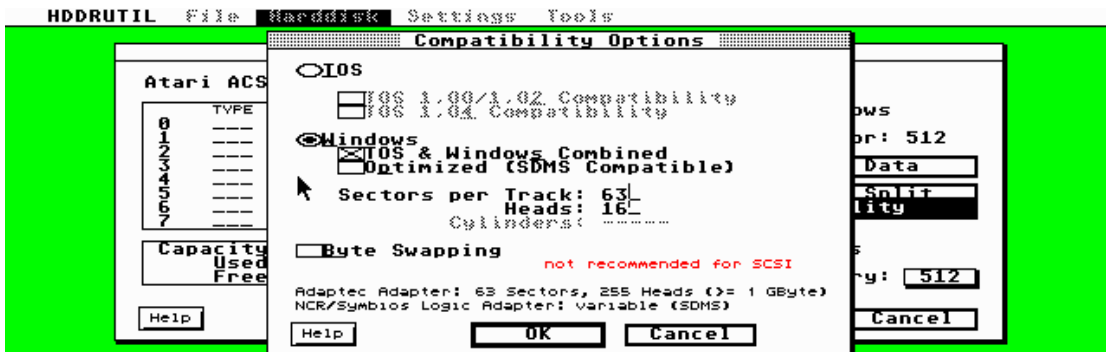 HDDRUTIL File Harddisk Settings Tools
Compatibility Options
TOS
TOS 1.00/1.02 Compatibility
TOS 1.04 Compatibility
Windows
TOS & Windows Combined
Optimized (SDMS Compatible)
Sectors per Track: 63
Heads: 16
Cylinders:
Byte Swapping
not recommended for SCSI
Adaptec Adapter: 63 Sectors, 255 Heads (>= 1 GByte)
NCR/Symbios Logic Adapter: variable (SDMS)
Help
OK
Cancel
Atari ACS
TYPE
0 ---
1 ---
2 ---
3 ---
4 ---
5 ---
6 ---
7 ---
Capacity
Used
Free
Help
ows
or: 512
Data
Split
lity
s
ry: 512
Cancel